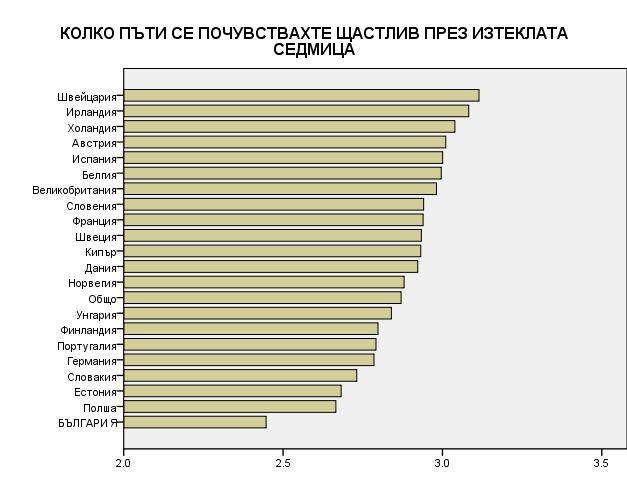 КОЛКО ПЪТИ СЕ ПОЧУВСТВАХТЕ ЩАСТЛИВ ПРЕЗ ИЗТЕКЛАТА
СЕДМИЦА
Швейцария
Ирландия
Холандия
Австрия
Испания
Белгия
Великобритания
Словения
Франция
Швеция
Кипър
Дания
Норвегия
Общо
Унгария
Финландия
Португалия
Германия
Словакия
Естония
Полша
БЪЛГАРИЯ
2.0 2.5 3.0 3.5